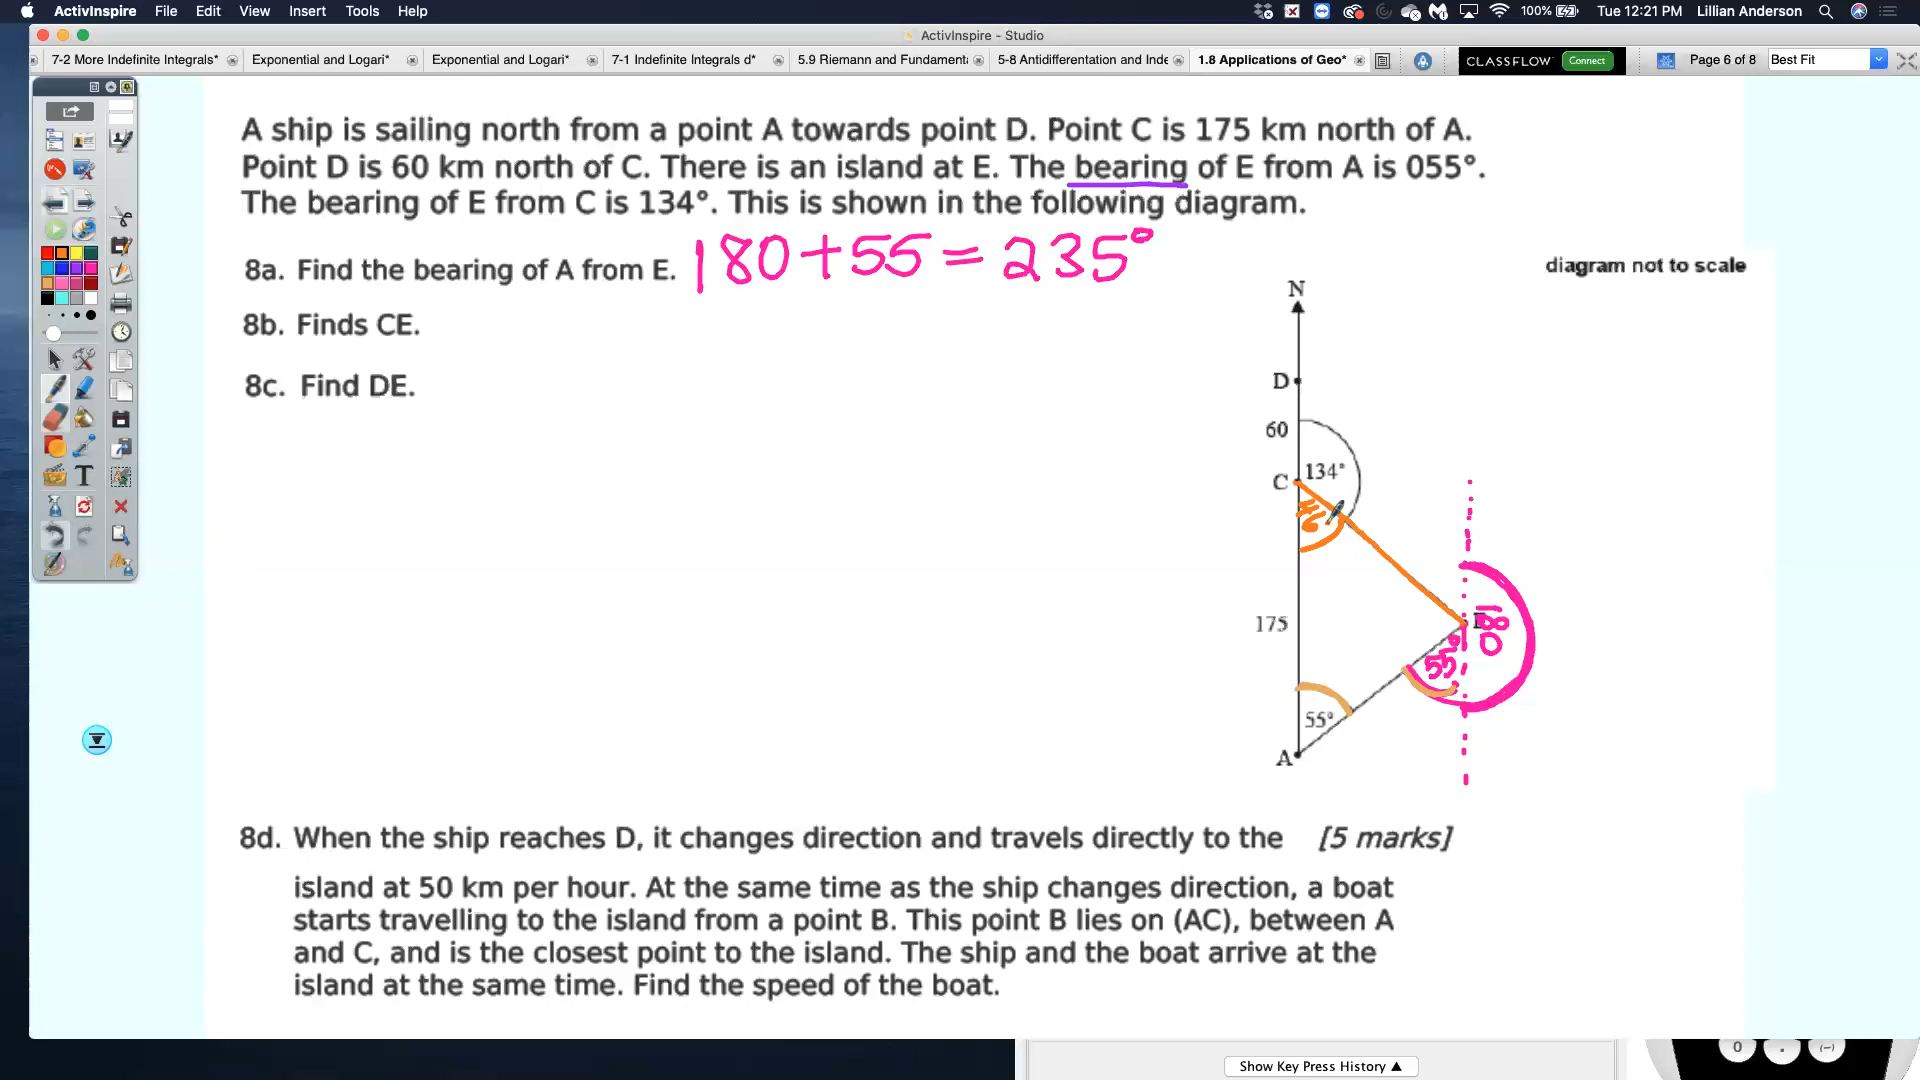 ActivInspire File Edit View Insert Tools Help 100% Tue 12:21 PM Lillian Anderson
ActivInspire - Studio
7-2 More Indefinite Integrals* Exponential and Logari* Exponential and Logari* 7-1 Indefinite Integrals d* 5.9 Riemann and Fundament 5-8 Antidifferentation and Inde 1.8 Applications of Geo* CLASSFLOW Connect Page 6 of 8 Best Fit
A ship is sailing north from a point A towards point D. Point C is 175 km north of A.
Point D is 60 km north of C. There is an island at E. The bearing of E from A is 055°.
The bearing of E from C is 134°. This is shown in the following diagram.
180+55=235°
8a. Find the bearing of A from E.
diagram not to scale
N
8b. Finds CE.
8c. Find DE.
D
60
134°
C
175
180
55°
55°
A
8d. When the ship reaches D, it changes direction and travels directly to the [5 marks]
island at 50 km per hour. At the same time as the ship changes direction, a boat
starts travelling to the island from a point B. This point B lies on (AC), between A
and C, and is the closest point to the island. The ship and the boat arrive at the
island at the same time. Find the speed of the boat.
T
0 . (−)
Show Key Press History ▲